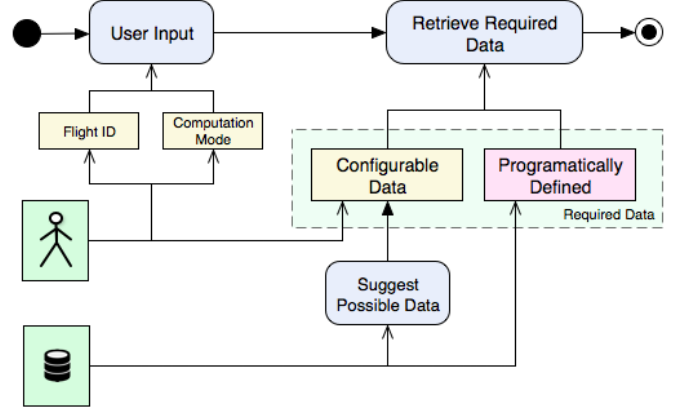 User Input
Retrieve Required
Data
Flight ID
Computation
Mode
Configurable
Data
Programatically
Defined
Required Data
Suggest
Possible Data